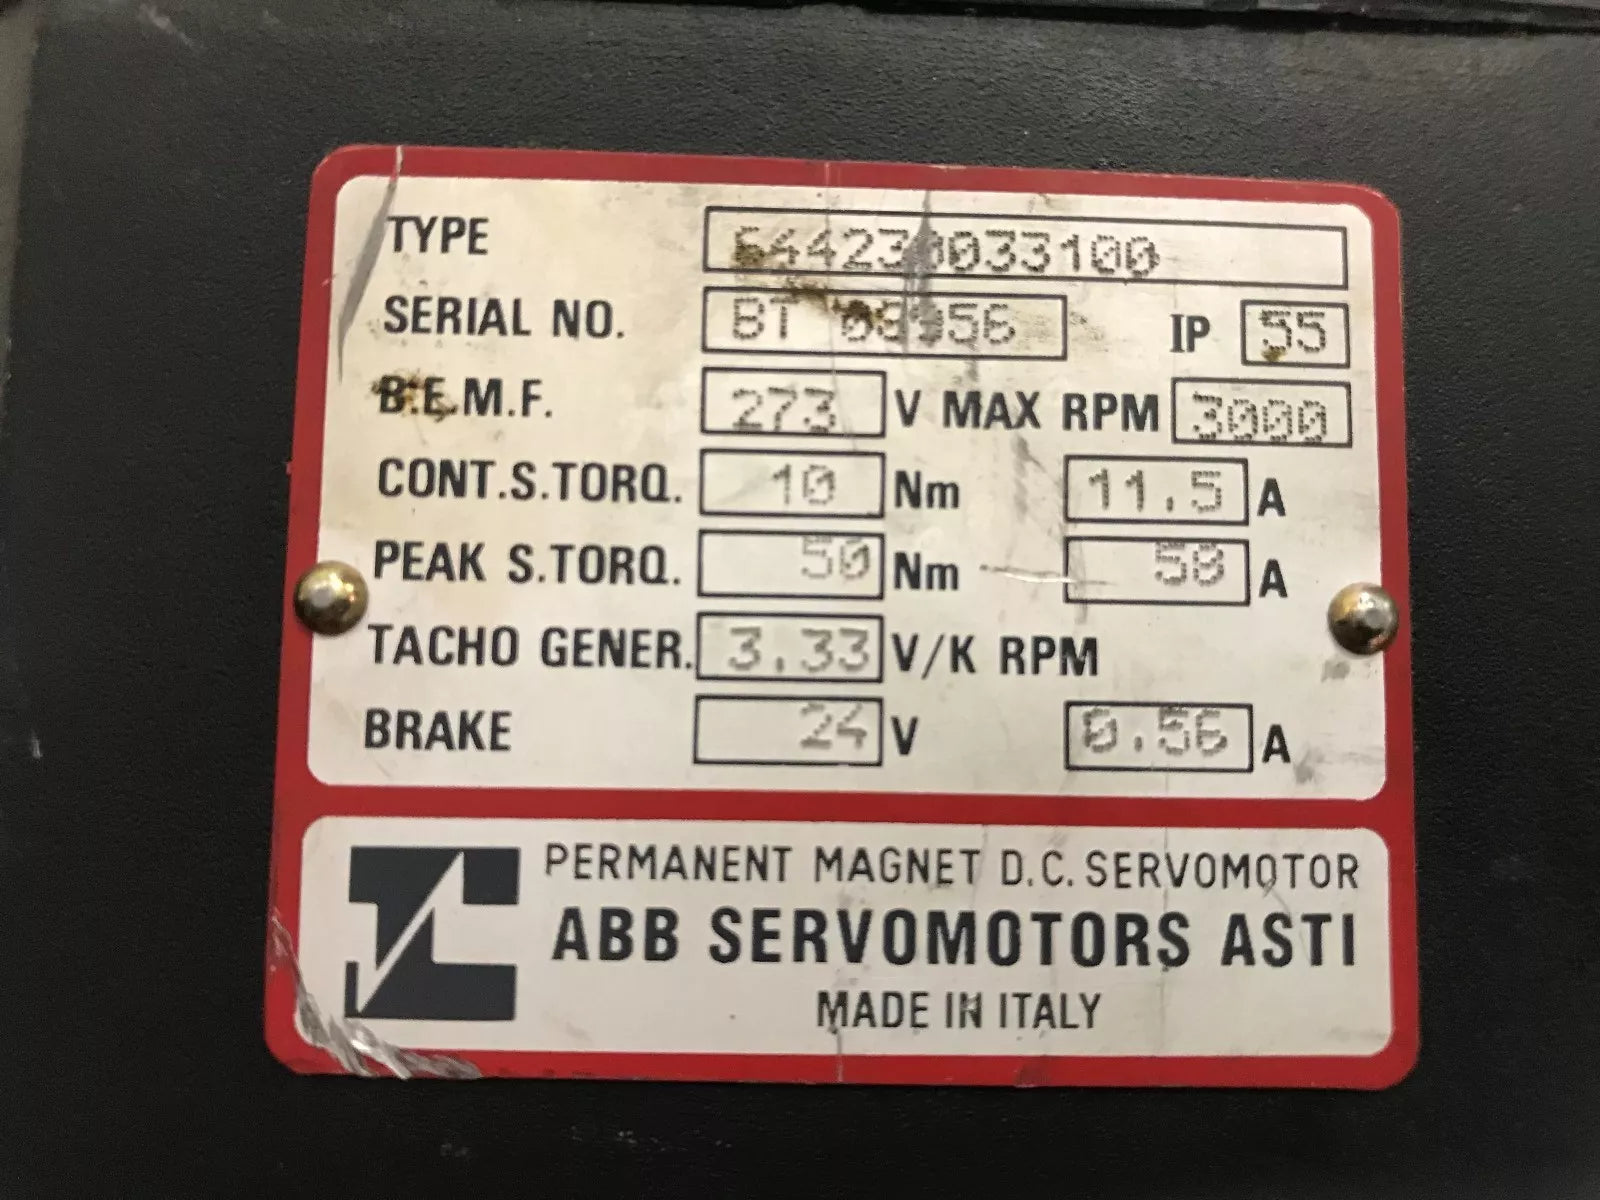 TYPE 644230033100
SERIAL NO. BT IP 55
B.E.M.F. 273 V MAX RPM 3000
CONT.S.TORQ. 10 Nm 11.5 A
PEAK S.TORQ. 50 Nm 58 A
TACHO GENER. 3.33 V/K RPM
BRAKE 24 V 0.56 A
PERMANENT MAGNET D.C. SERVOMOTOR
ABB SERVOMOTORS ASTI
MADE IN ITALY